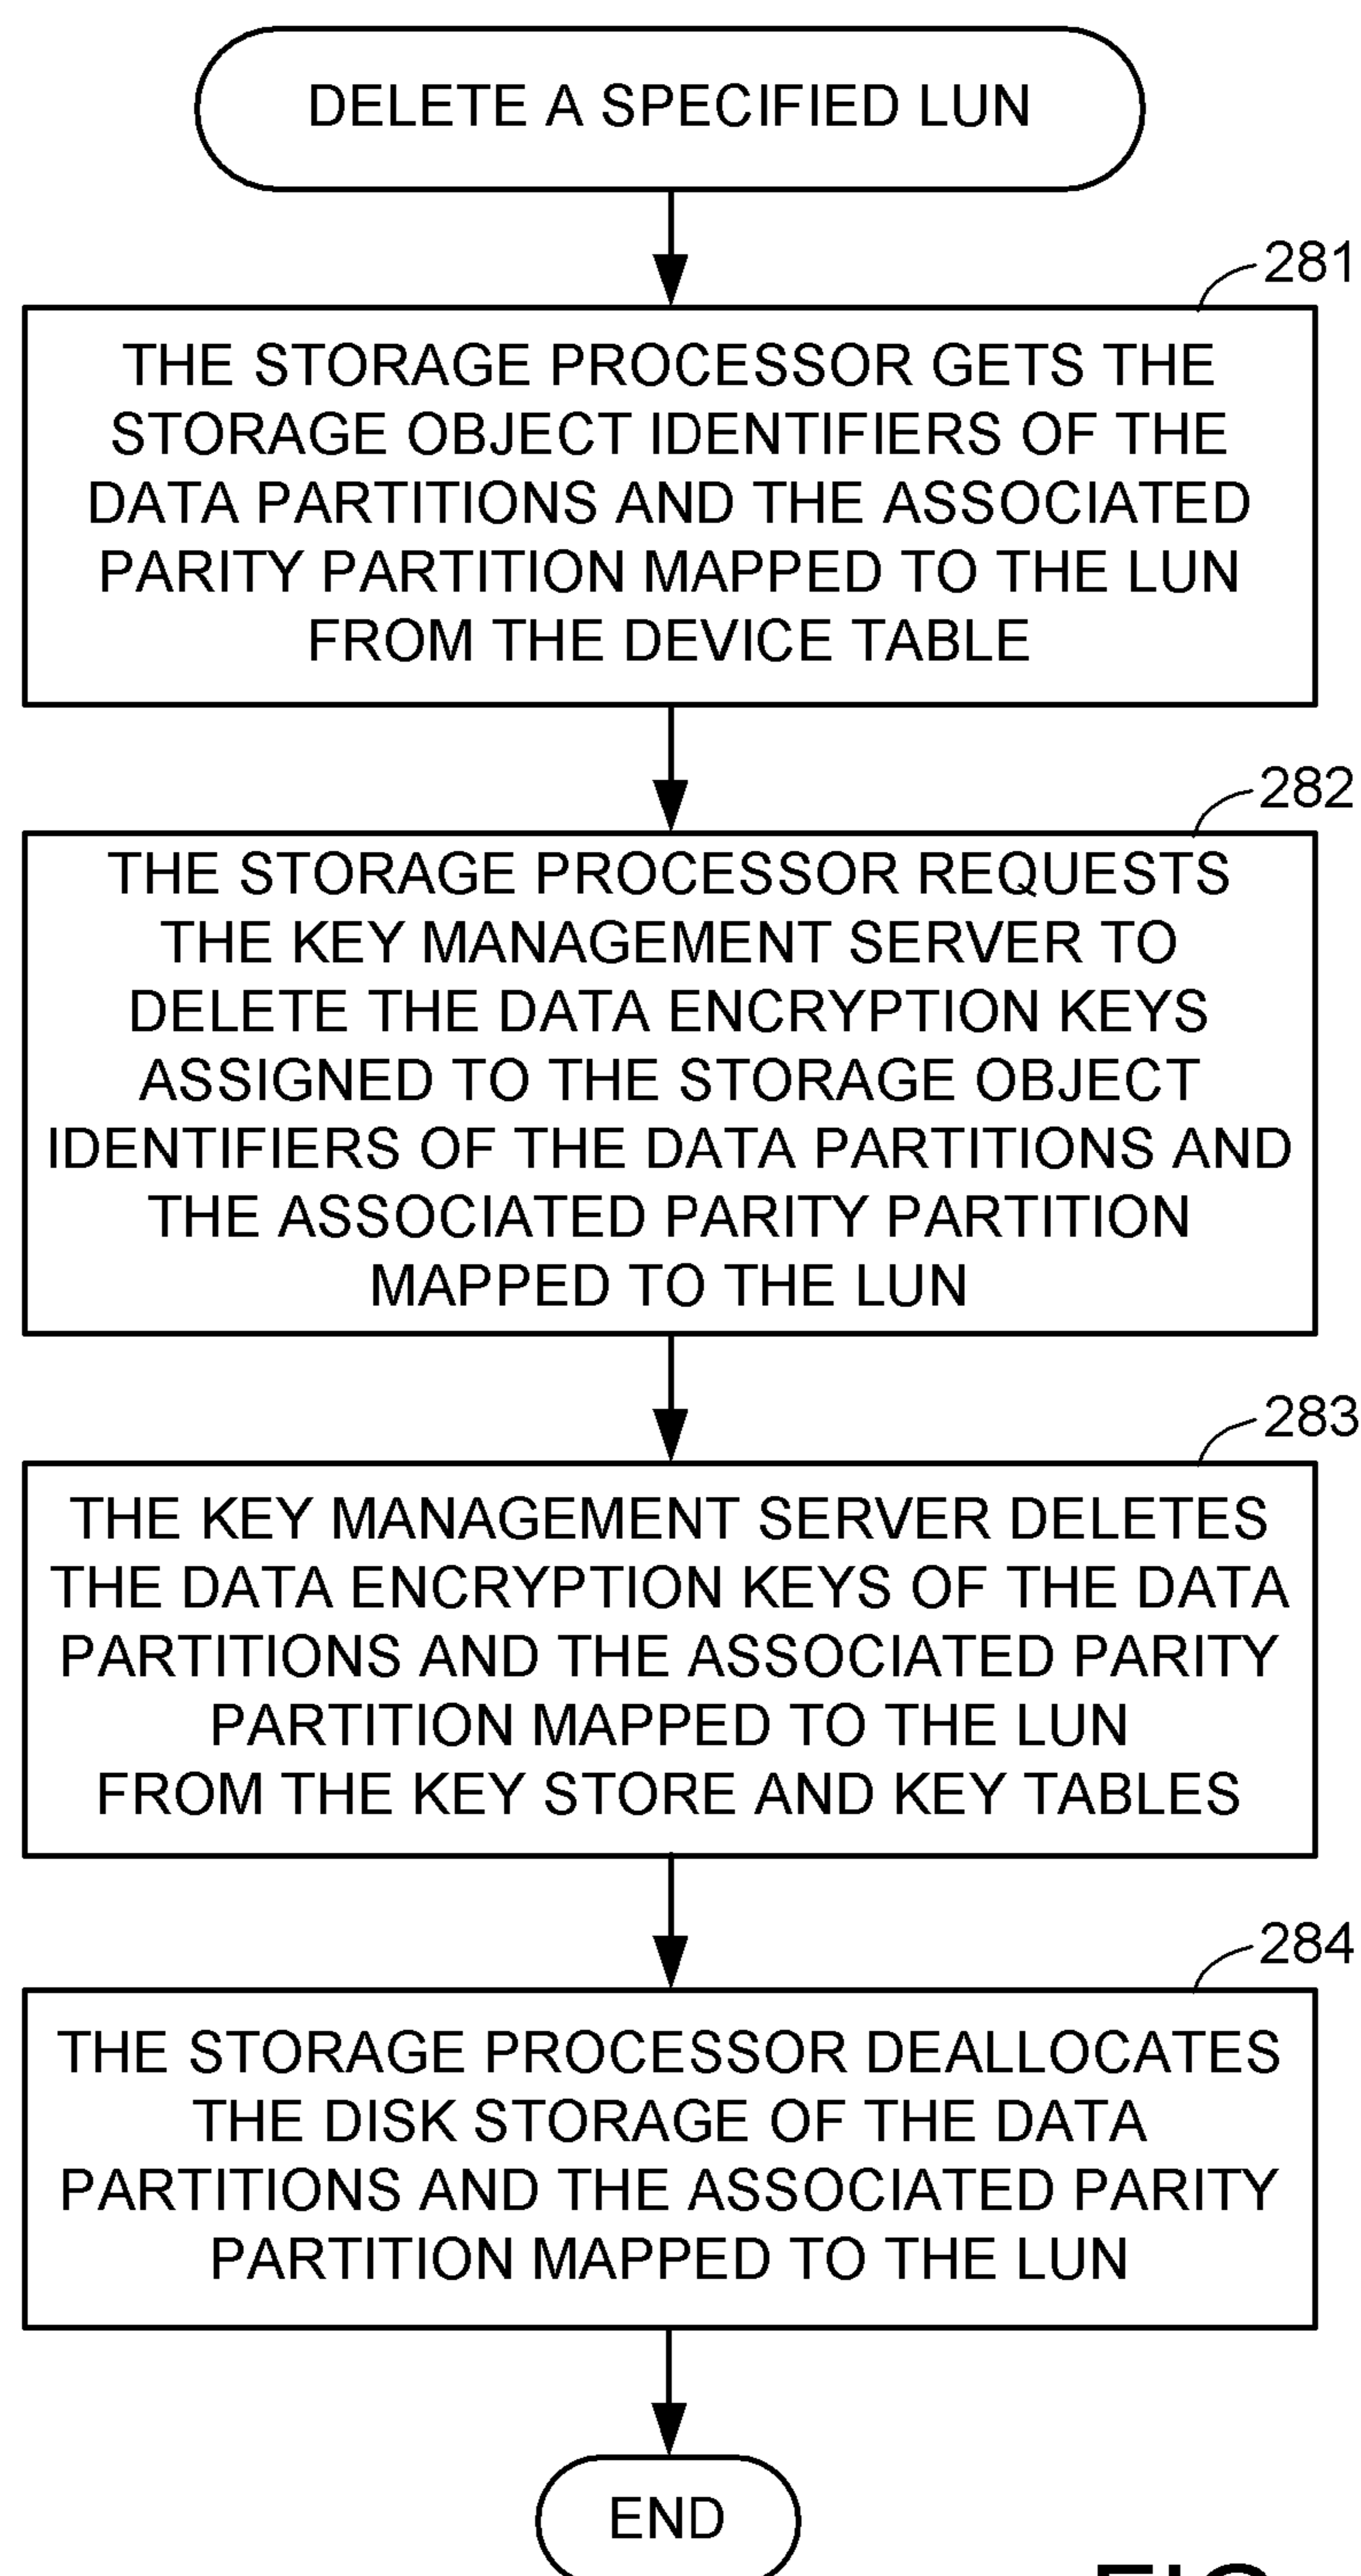 DELETE A SPECIFIED LUN
281
THE STORAGE PROCESSOR GETS THE
STORAGE OBJECT IDENTIFIERS OF THE
DATA PARTITIONS AND THE ASSOCIATED
PARITY PARTITION MAPPED TO THE LUN
FROM THE DEVICE TABLE
282
THE STORAGE PROCESSOR REQUESTS
THE KEY MANAGEMENT SERVER TO
DELETE THE DATA ENCRYPTION KEYS
ASSIGNED TO THE STORAGE OBJECT
IDENTIFIERS OF THE DATA PARTITIONS AND
THE ASSOCIATED PARITY PARTITION
MAPPED TO THE LUN
283
THE KEY MANAGEMENT SERVER DELETES
THE DATA ENCRYPTION KEYS OF THE DATA
PARTITIONS AND THE ASSOCIATED PARITY
PARTITION MAPPED TO THE LUN
FROM THE KEY STORE AND KEY TABLES
284
THE STORAGE PROCESSOR DEALLOCATES
THE DISK STORAGE OF THE DATA
PARTITIONS AND THE ASSOCIATED PARITY
PARTITION MAPPED TO THE LUN
END